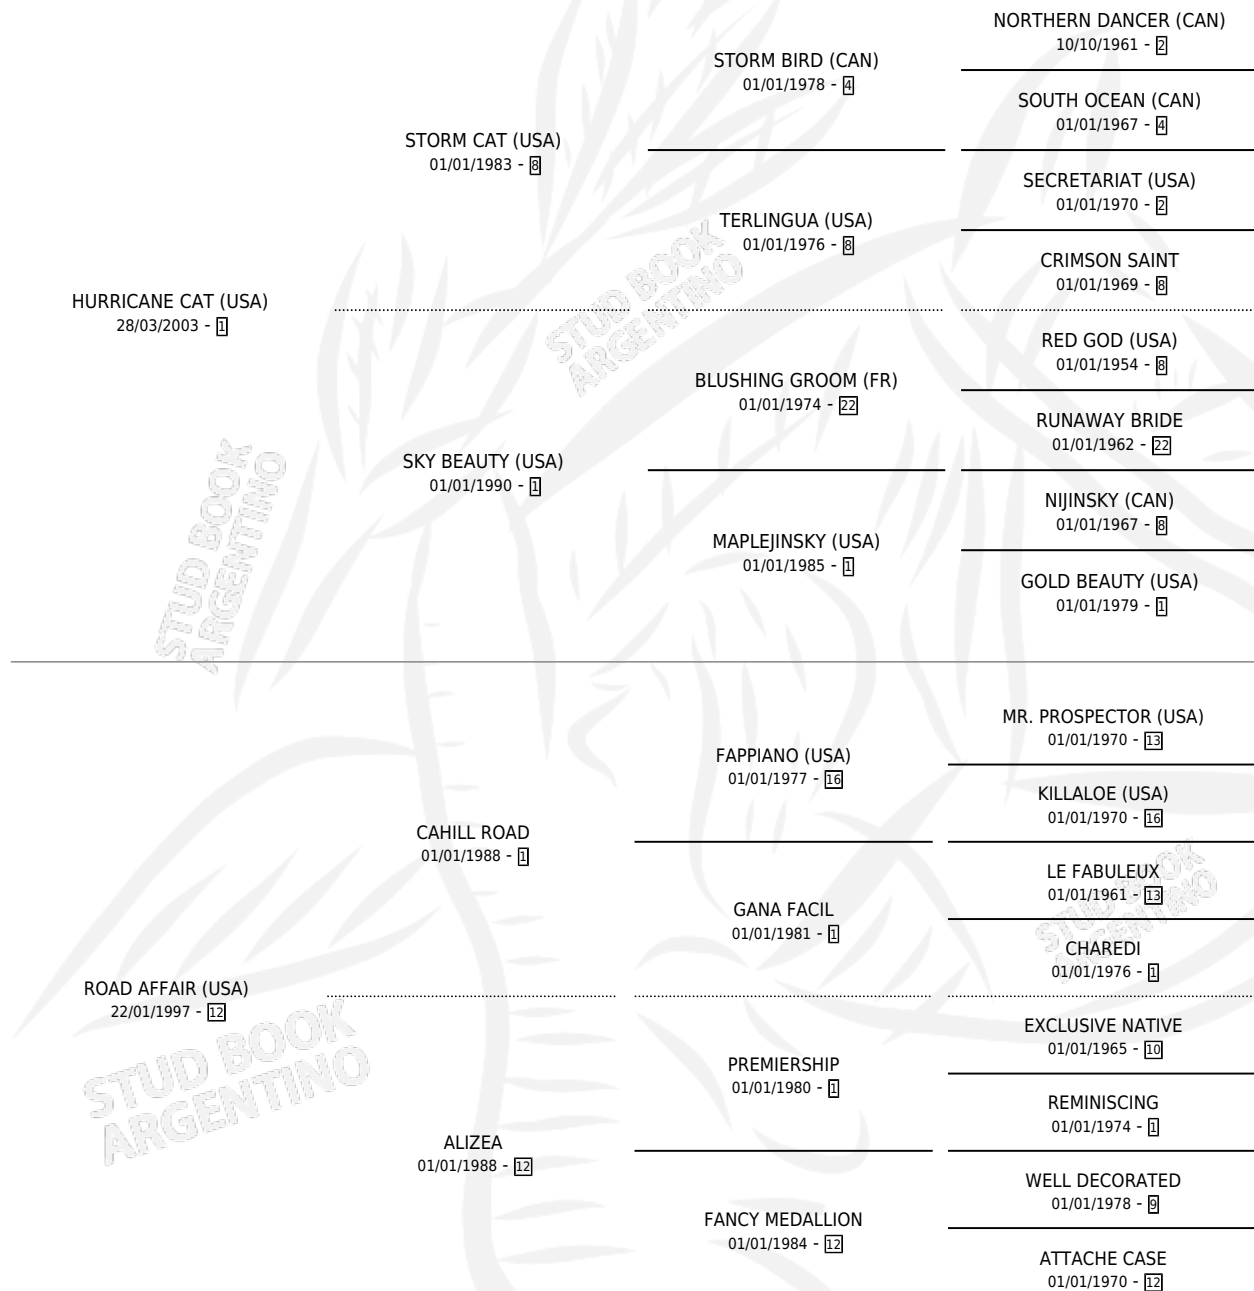 NORTHERN DANCER (CAN)
10/10/1961 - 2
STORM BIRD (CAN)
01/01/1978 - 4
SOUTH OCEAN (CAN)
01/01/1967 - 4
STORM CAT (USA)
01/01/1983 - 8
SECRETARIAT (USA)
01/01/1970 - 2
TERLINGUA (USA)
01/01/1976 - 8
CRIMSON SAINT
01/01/1969 - 8
HURRICANE CAT (USA)
28/03/2003 - 1
STUD BOOK
ARGENTINO
RED GOD (USA)
01/01/1954 - 8
BLUSHING GROOM (FR)
01/01/1974 - 22
RUNAWAY BRIDE
01/01/1962 - 22
SKY BEAUTY (USA)
01/01/1990 - 1
NIJINSKY (CAN)
01/01/1967 - 8
MAPLEJINSKY (USA)
01/01/1985 - 1
GOLD BEAUTY (USA)
01/01/1979 - 1
STUD BOOK
ARGENTINO
MR. PROSPECTOR (USA)
01/01/1970 - 13
FAPPIANO (USA)
01/01/1977 - 16
KILLALOE (USA)
01/01/1970 - 16
CAHILL ROAD
01/01/1988 - 1
LE FABULEUX
01/01/1961 - 13
GANA FACIL
01/01/1981 - 1
STUD BOOK
ARGENTINO
CHAREDI
01/01/1976 - 1
ROAD AFFAIR (USA)
22/01/1997 - 12
STUD BOOK
ARGENTINO
EXCLUSIVE NATIVE
01/01/1965 - 10
PREMIERSHIP
01/01/1980 - 1
REMINISCING
01/01/1974 - 1
ALIZEA
01/01/1988 - 12
WELL DECORATED
01/01/1978 - 9
FANCY MEDALLION
01/01/1984 - 12
ATTACHE CASE
01/01/1970 - 12